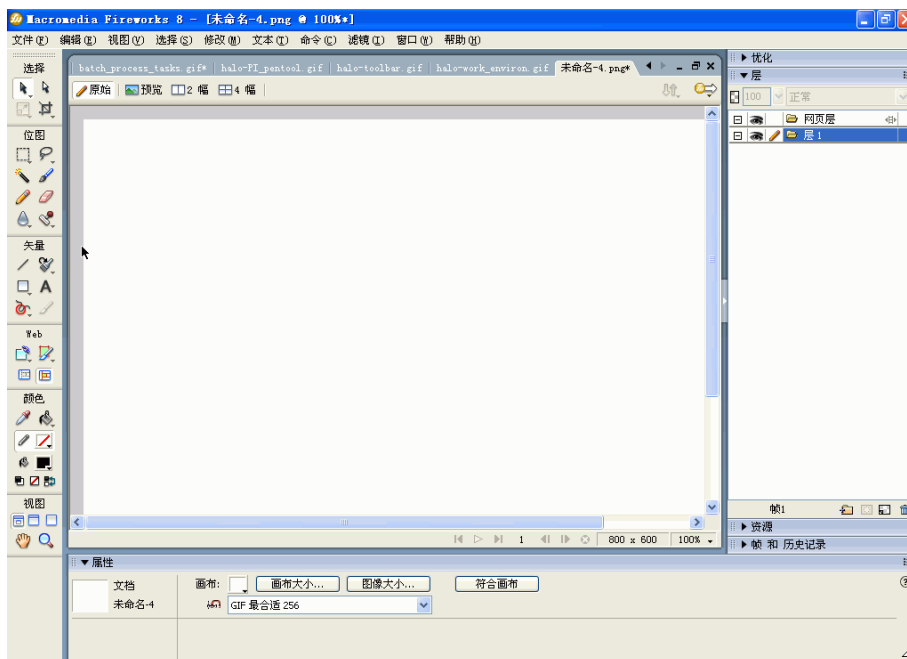 Macromedia Fireworks 8 - [未命名-4.png @ 100%*]
文件(F) 编辑(E) 视图(V) 选择(S) 修改(M) 文本(T) 命令(C) 滤镜(I) 窗口(W) 帮助(H)
选择
batch_process_tasks.gif* halo-PI_pentool.gif halo-toolbar.gif halo-work_environ.gif 未命名-4.png*
原始 预览 2 幅 4 幅
优化
层
100 正常
网页层
层 1
位图
矢量
A
Web
颜色
视图
帧1
资源
帧 和 历史记录
1 800 x 600 100%
属性
文档
未命名-4
画布: 画布大小... 图像大小... 符合画布
GIF 最合适 256